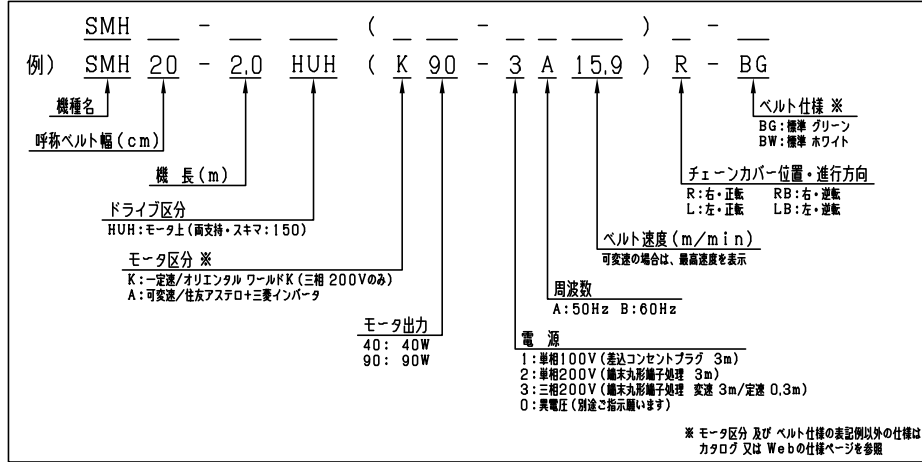 SMH - ( - ) -
例) SMH 20 - 2,0 HUH ( K 90 - 3 A 15,9 ) R - BG
機種名
呼称ベルト幅(cm)
機 長(m)
ドライブ区分
HUH:モータ上(両支持・スキマ:150)
モータ区分 ※
K:一定速/オリエンタル ワールドK(三相 200Vのみ)
A:可変速/住友アステロ+三菱インバータ
モータ出力
40: 40W
90: 90W
電 源
1:単相100V(差込コンセントプラグ 3m)
2:単相200V(端末丸形端子処理 3m)
3:三相200V(端末丸形端子処理 変速 3m/定速 0,3m)
0:異電圧(別途ご指示願います)
周波数
A:50Hz B:60Hz
ベルト速度(m/min)
可変速の場合は、最高速度を表示
チェーンカバー位置・進行方向
R:右・正転 RB:右・逆転
L:左・正転 LB:左・逆転
ベルト仕様 ※
BG:標準 グリーン
BW:標準 ホワイト
※ モータ区分 及び ベルト仕様の表記例以外の仕様は
カタログ 又は Webの仕様ページを参照